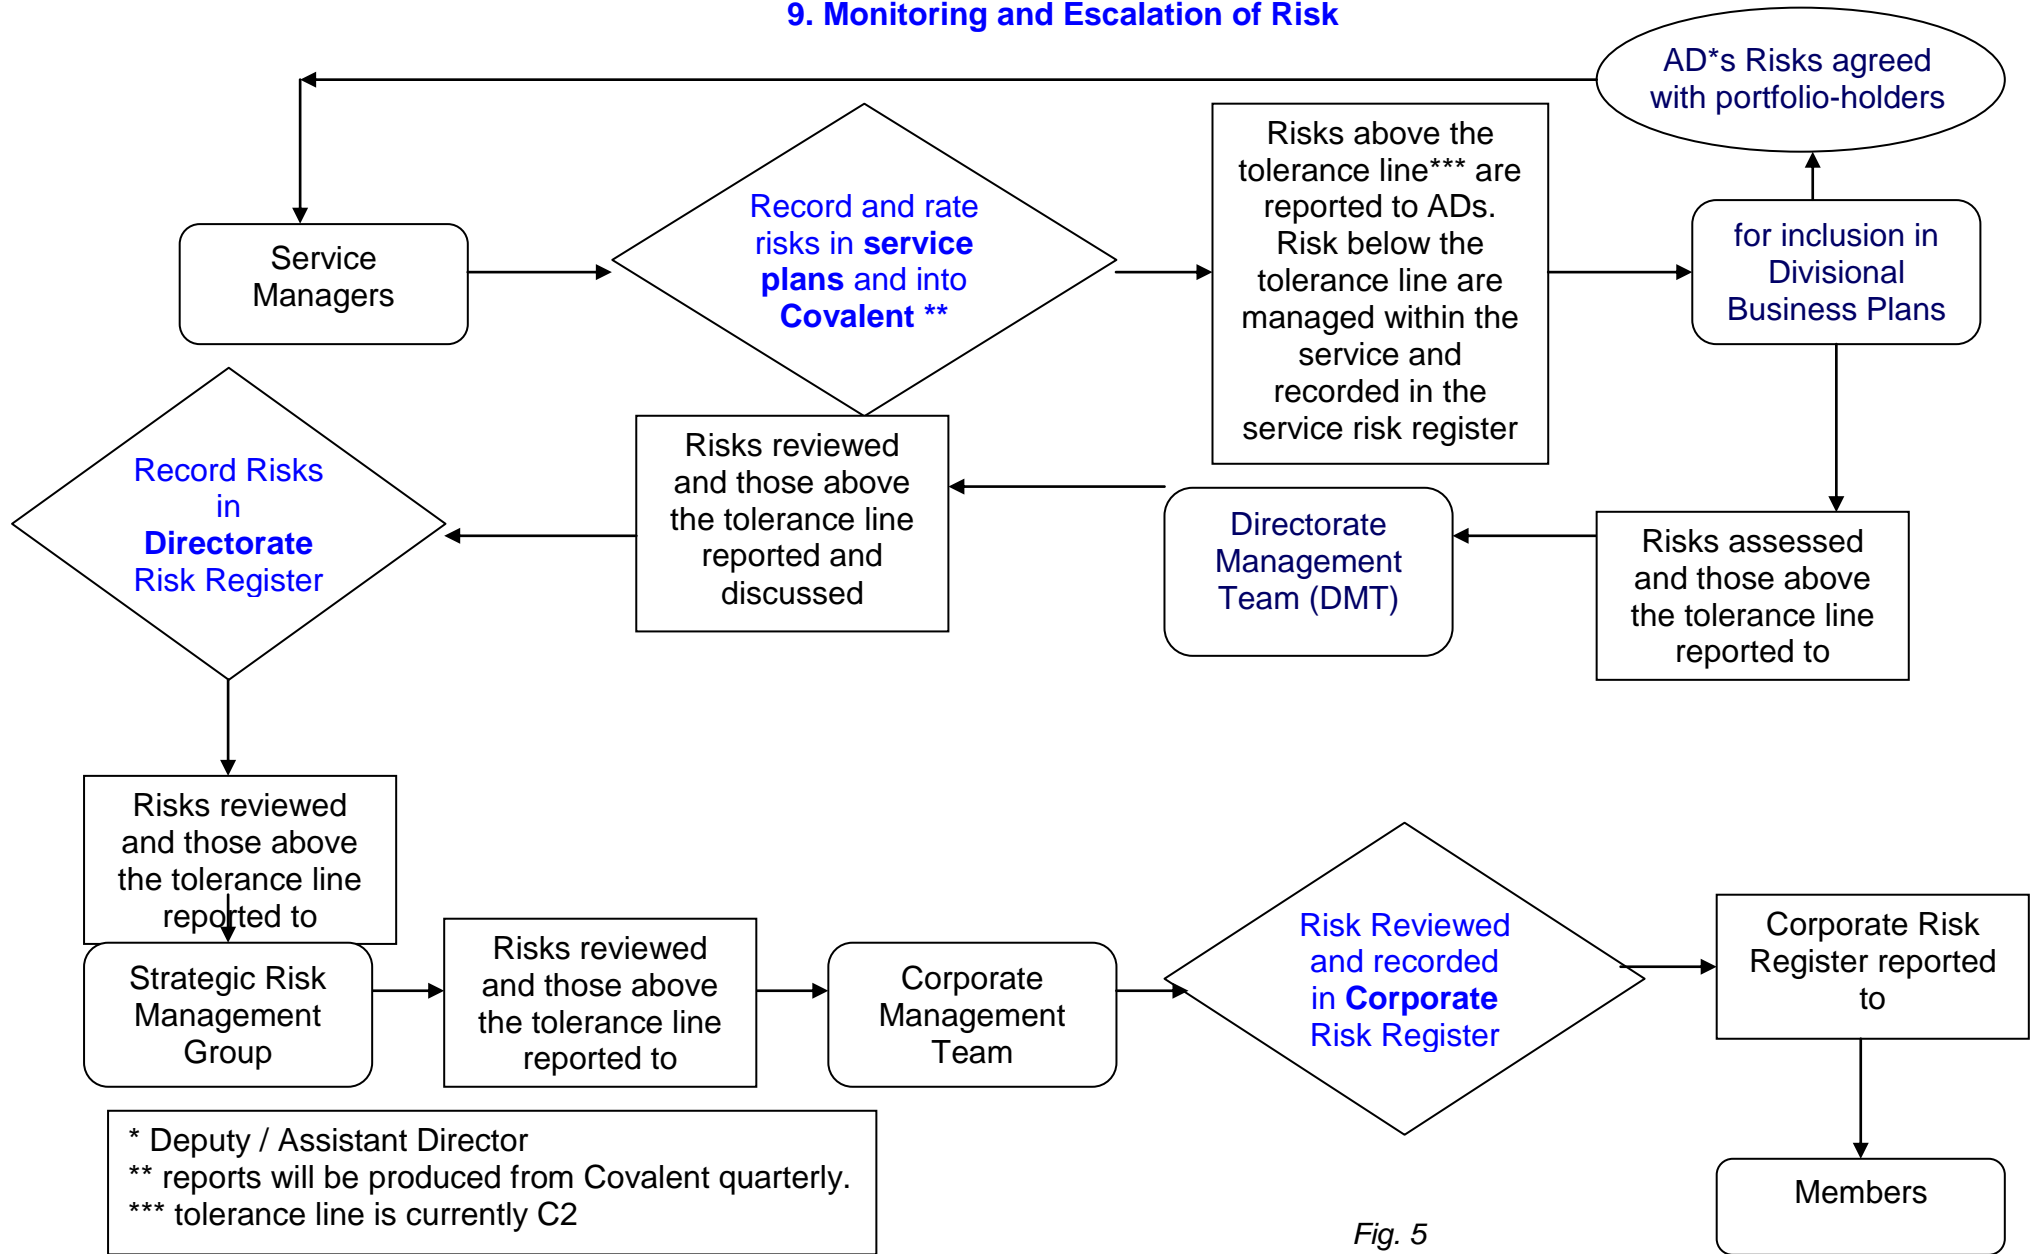 9. Monitoring and Escalation of Risk
AD*s Risks agreed
with portfolio-holders
Service
Managers
Record and rate
risks in service
plans and into
Covalent **
Risks above the
tolerance line*** are
reported to ADs.
Risk below the
tolerance line are
managed within the
service and
recorded in the
service risk register
for inclusion in
Divisional
Business Plans
Record Risks
in
Directorate
Risk Register
Risks reviewed
and those above
the tolerance line
reported and
discussed
Directorate
Management
Team (DMT)
Risks assessed
and those above
the tolerance line
reported to
Risks reviewed
and those above
the tolerance line
reported to
Strategic Risk
Management
Group
Risks reviewed
and those above
the tolerance line
reported to
Corporate
Management
Team
Risk Reviewed
and recorded
in Corporate
Risk Register
Corporate Risk
Register reported
to
Members
* Deputy / Assistant Director
** reports will be produced from Covalent quarterly.
*** tolerance line is currently C2
Fig. 5